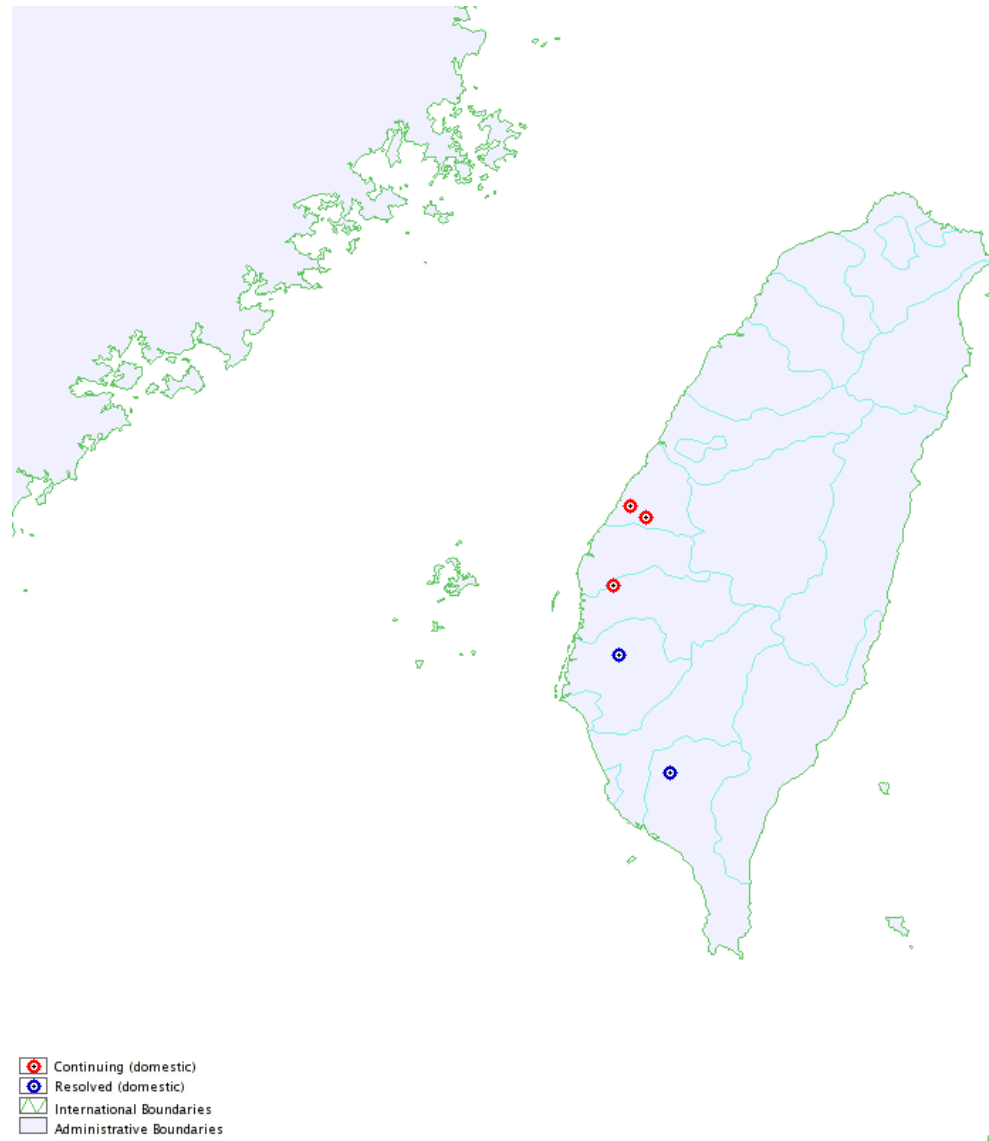 Continuing (domestic)
Resolved (domestic)
International Boundaries
Administrative Boundaries